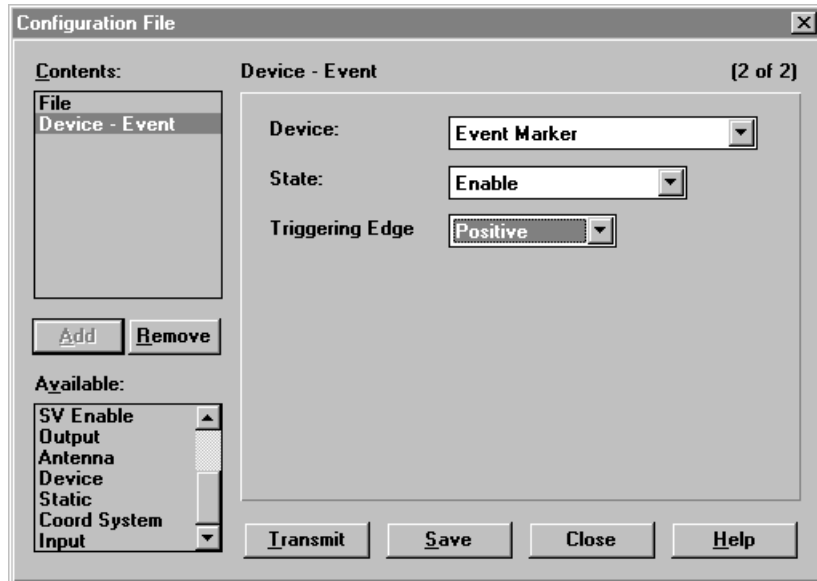 Configuration File
Contents:
File
Device - Event
Add
Remove
Available:
SV Enable
Output
Antenna
Device
Static
Coord System
Input
Device - Event
(2 of 2)
Device:
Event Marker
State:
Enable
Triggering Edge
Positive
Transmit
Save
Close
Help